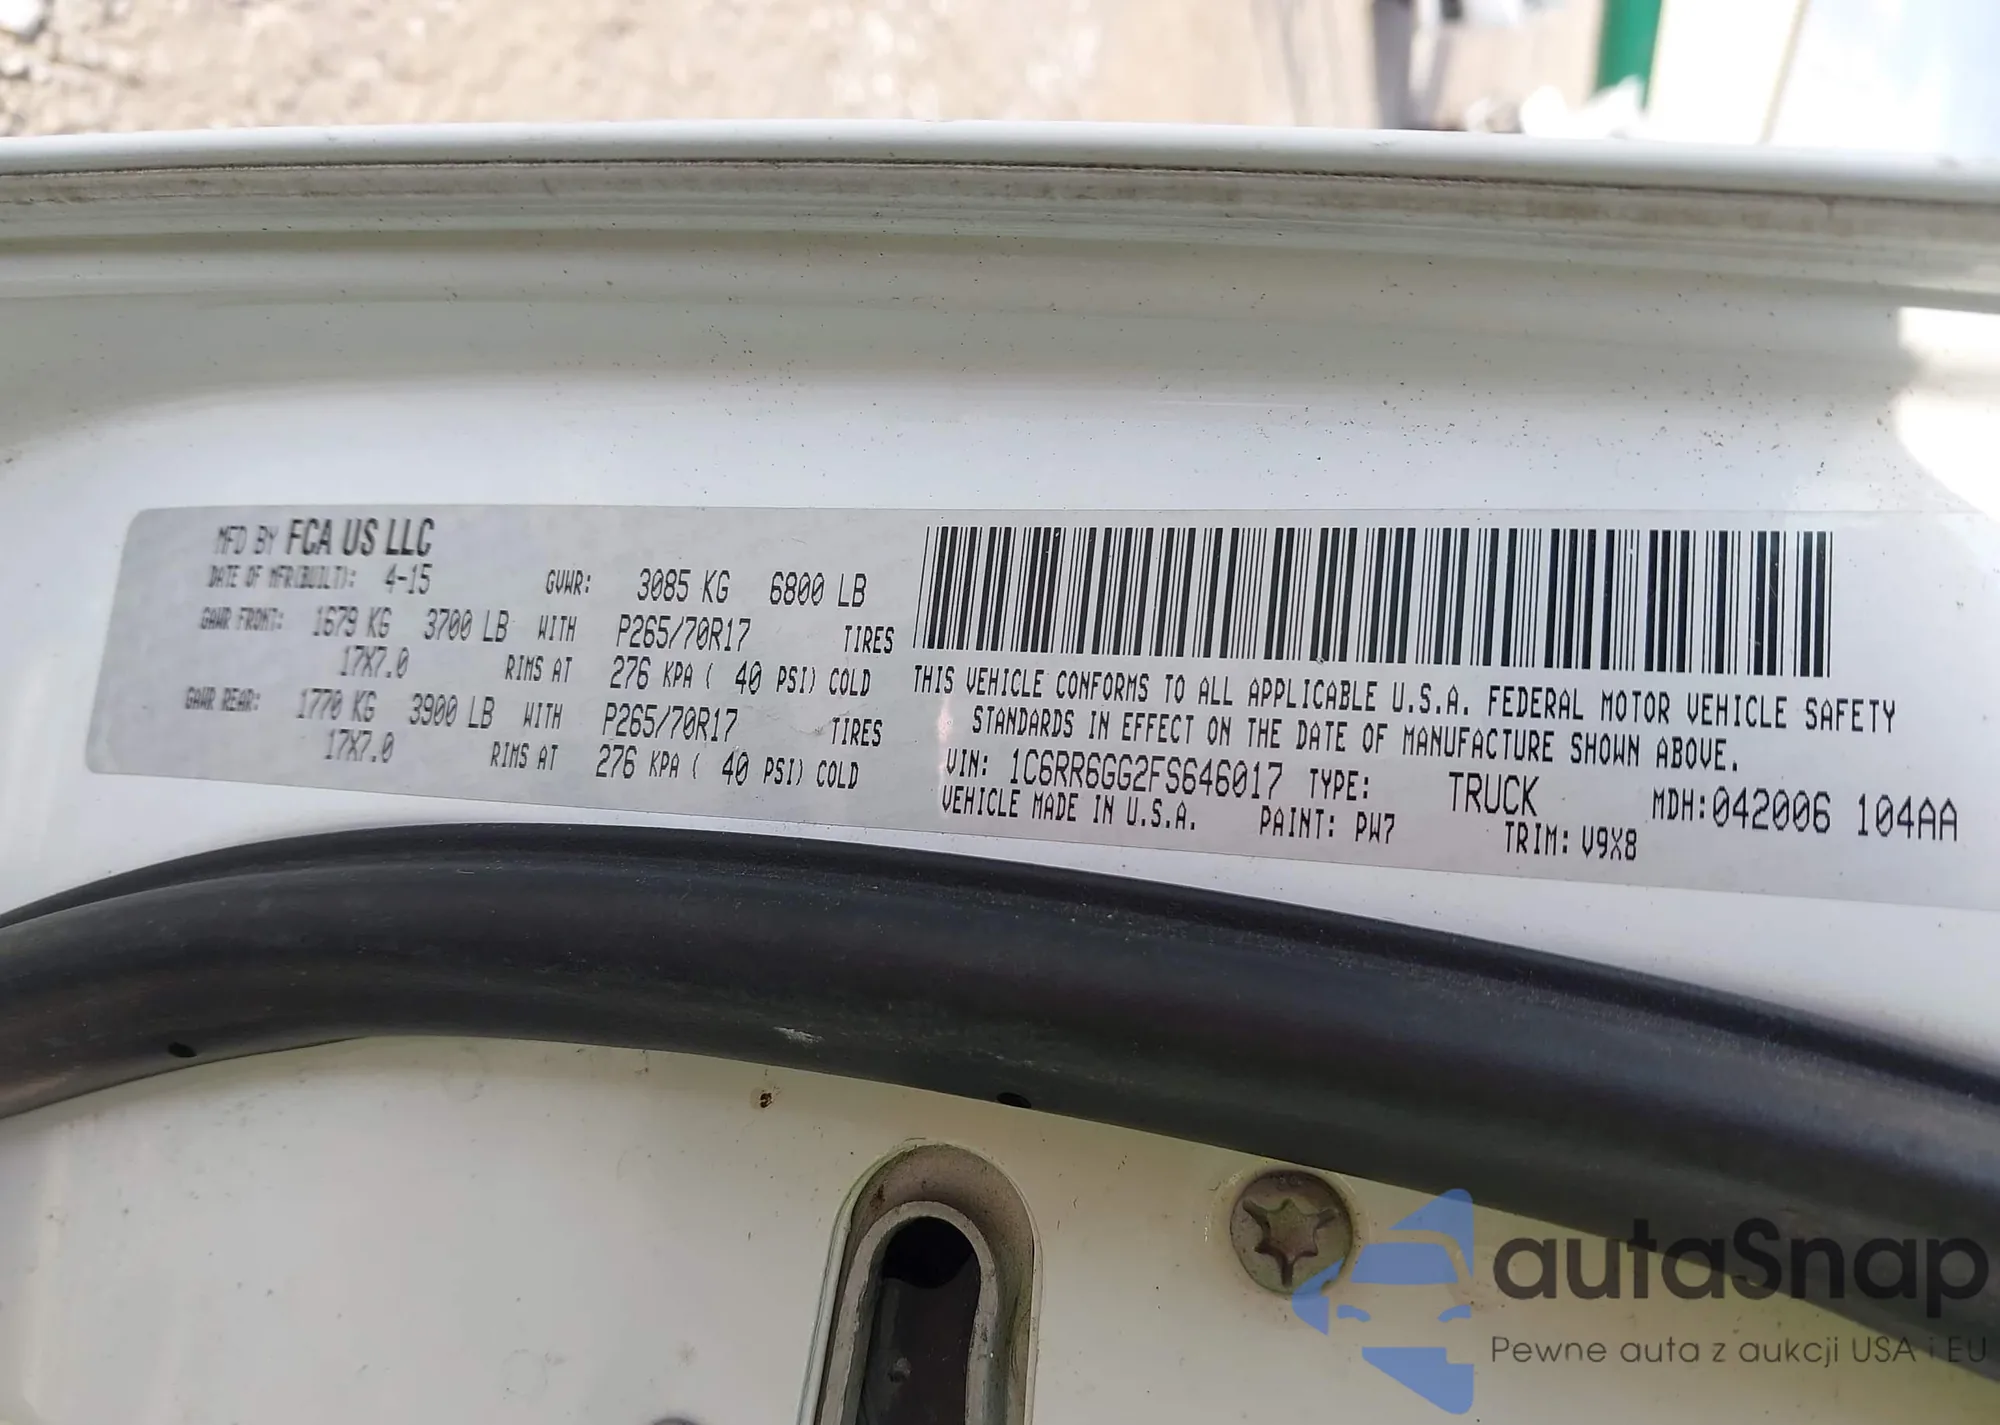 MFD BY FCA US LLC
DATE OF MFR(BUILT): 4-15 GVWR: 3085 KG 6800 LB
GAWR FRONT: 1679 KG 3700 LB WITH P265/70R17 TIRES
17X7.0 RIMS AT 276 KPA ( 40 PSI) COLD
GAWR REAR: 1770 KG 3900 LB WITH P265/70R17 TIRES
17X7.0 RIMS AT 276 KPA ( 40 PSI) COLD
THIS VEHICLE CONFORMS TO ALL APPLICABLE U.S.A. FEDERAL MOTOR VEHICLE SAFETY
STANDARDS IN EFFECT ON THE DATE OF MANUFACTURE SHOWN ABOVE.
VIN: 1C6RR6GG2FS646017 TYPE: TRUCK MDH:042006 104AA
VEHICLE MADE IN U.S.A. PAINT: PW7 TRIM: V9X8
autaSnap
Pewne auta z aukcji USA i EU